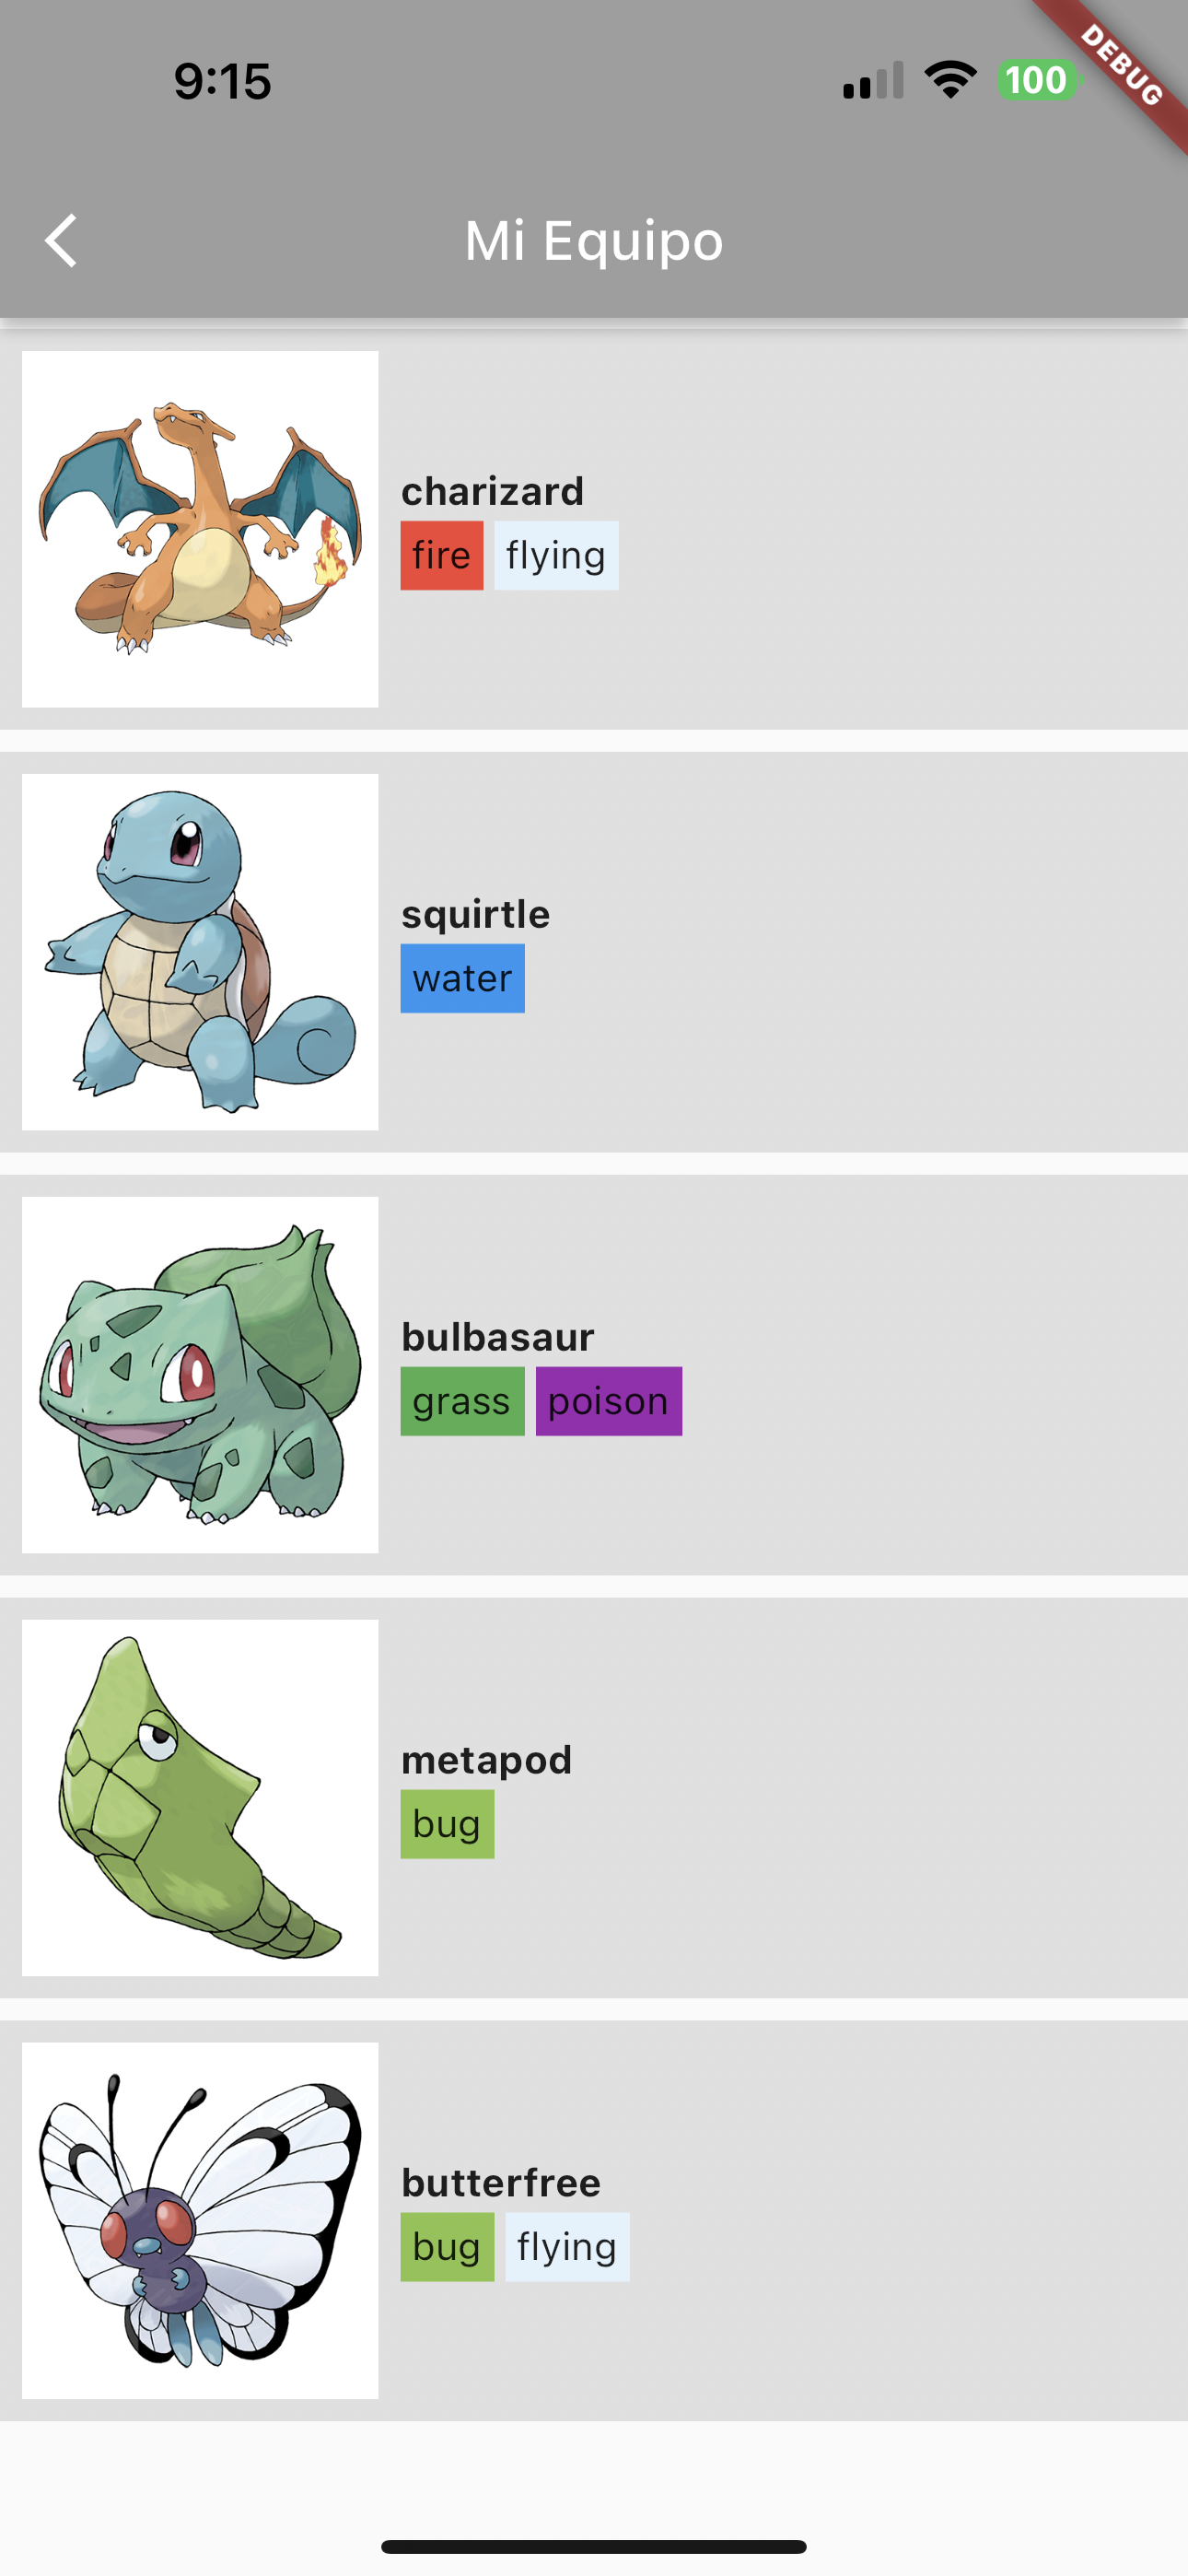 9:15
100
DEBUG
Mi Equipo
charizard
fire flying
squirtle
water
bulbasaur
grass poison
metapod
bug
butterfree
bug flying